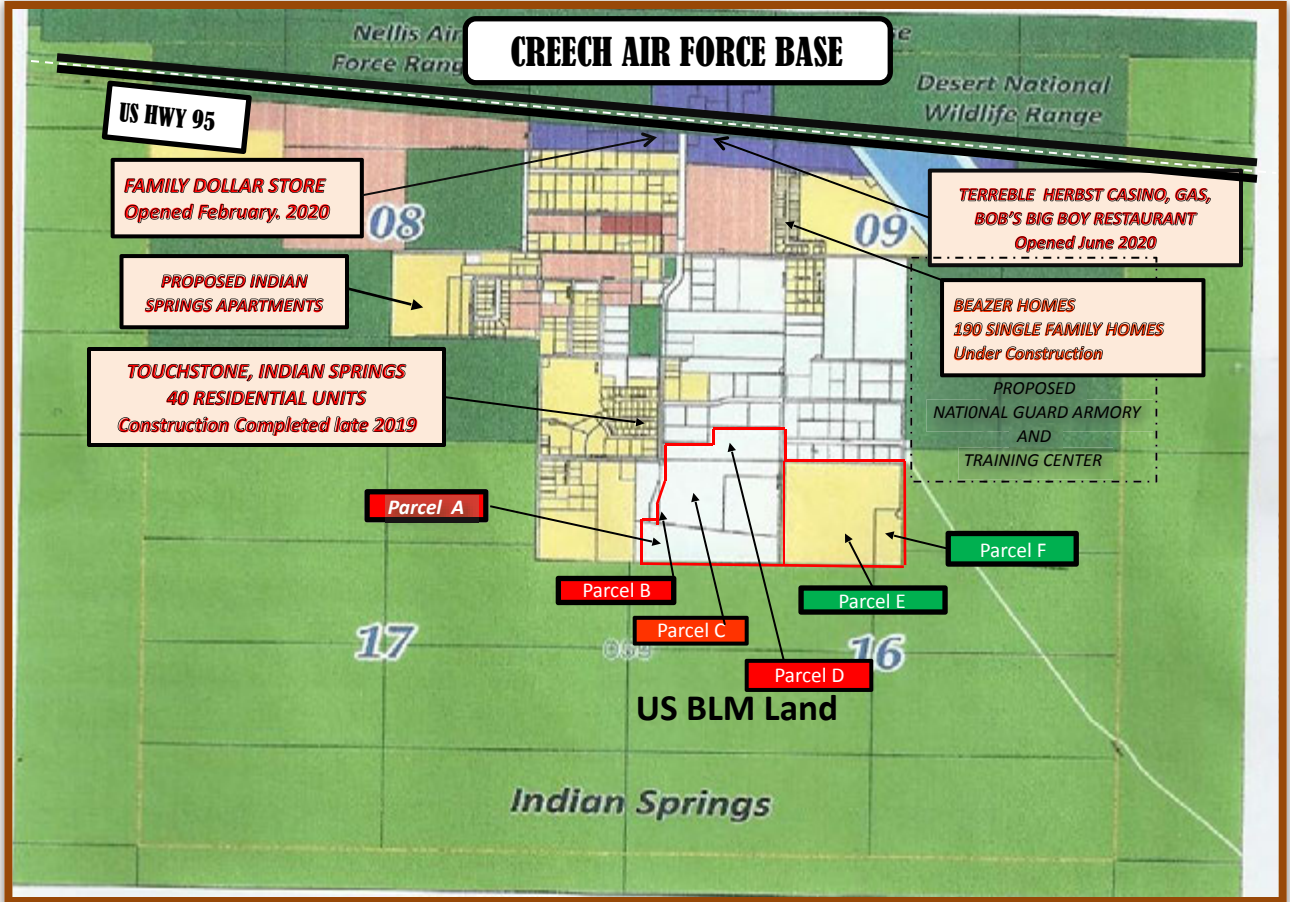 Nellis Air
Force Rang
CREECH AIR FORCE BASE
se
Desert National
Wildlife Range
US HWY 95
FAMILY DOLLAR STORE
Opened February. 2020
TERREBLE HERBST CASINO, GAS,
BOB'S BIG BOY RESTAURANT
Opened June 2020
08
09
PROPOSED INDIAN
SPRINGS APARTMENTS
BEAZER HOMES
190 SINGLE FAMILY HOMES
Under Construction
TOUCHSTONE, INDIAN SPRINGS
40 RESIDENTIAL UNITS
Construction Completed late 2019
PROPOSED
NATIONAL GUARD ARMORY
AND
TRAINING CENTER
Parcel A
Parcel F
Parcel B
Parcel E
Parcel C
17
16
Parcel D
US BLM Land
Indian Springs